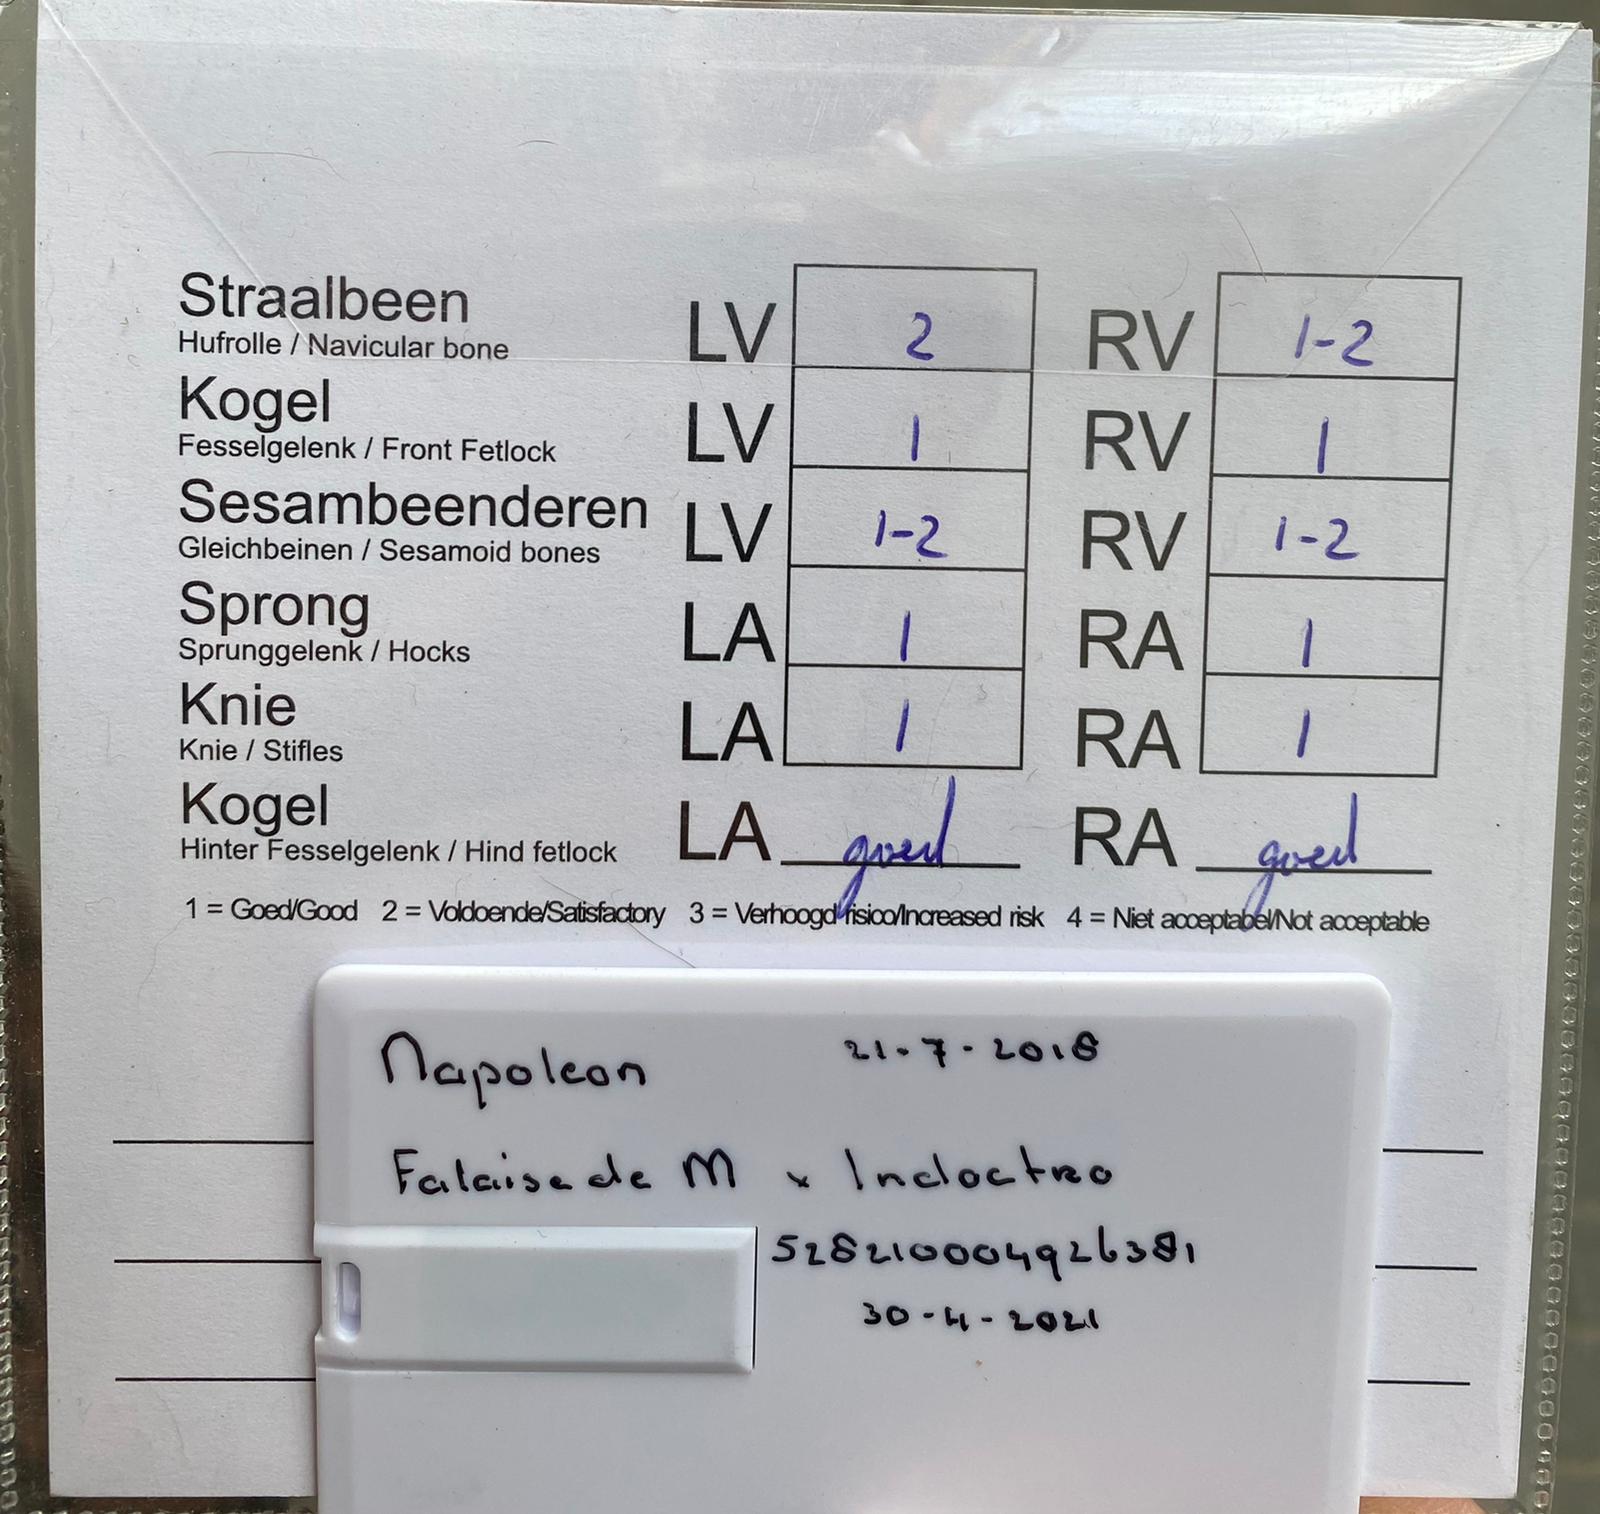 Straalbeen LV 2 RV 1-2
Hufrolle / Navicular bone
Kogel LV 1 RV 1
Fesselgelenk / Front Fetlock
Sesambeenderen LV 1-2 RV 1-2
Gleichbeinen / Sesamoid bones
Sprong LA 1 RA 1
Sprunggelenk / Hocks
Knie LA 1 RA 1
Knie / Stifles
Kogel LA goed RA goed
Hinter Fesselgelenk / Hind fetlock
1 = Goed/Good 2 = Voldoende/Satisfactory 3 = Verhoogd risico/Increased risk 4 = Niet acceptabel/Not acceptable
Napoleon 21-7-2018
Falaise de M x Indoctro
528210004926381
30-4-2021